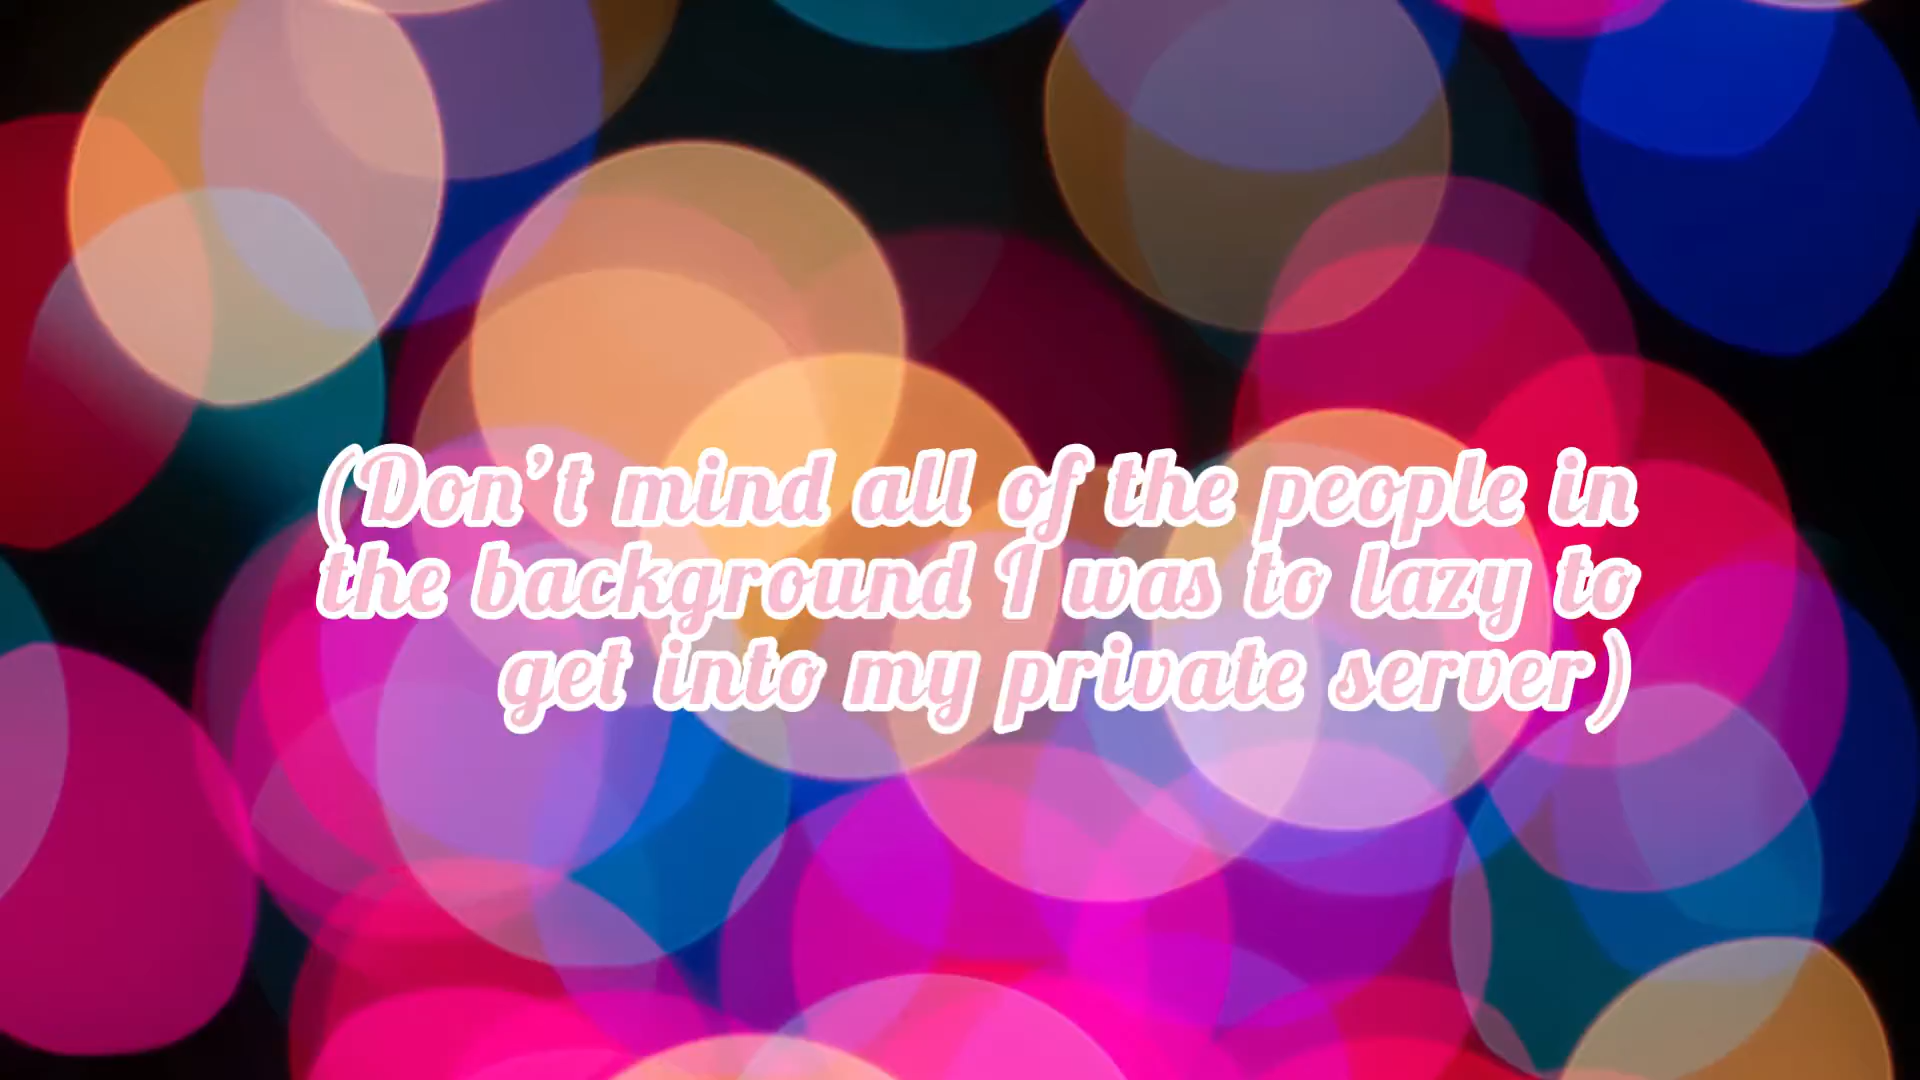 (Don't mind all of the people in
the background I was to lazy to
get into my private server)